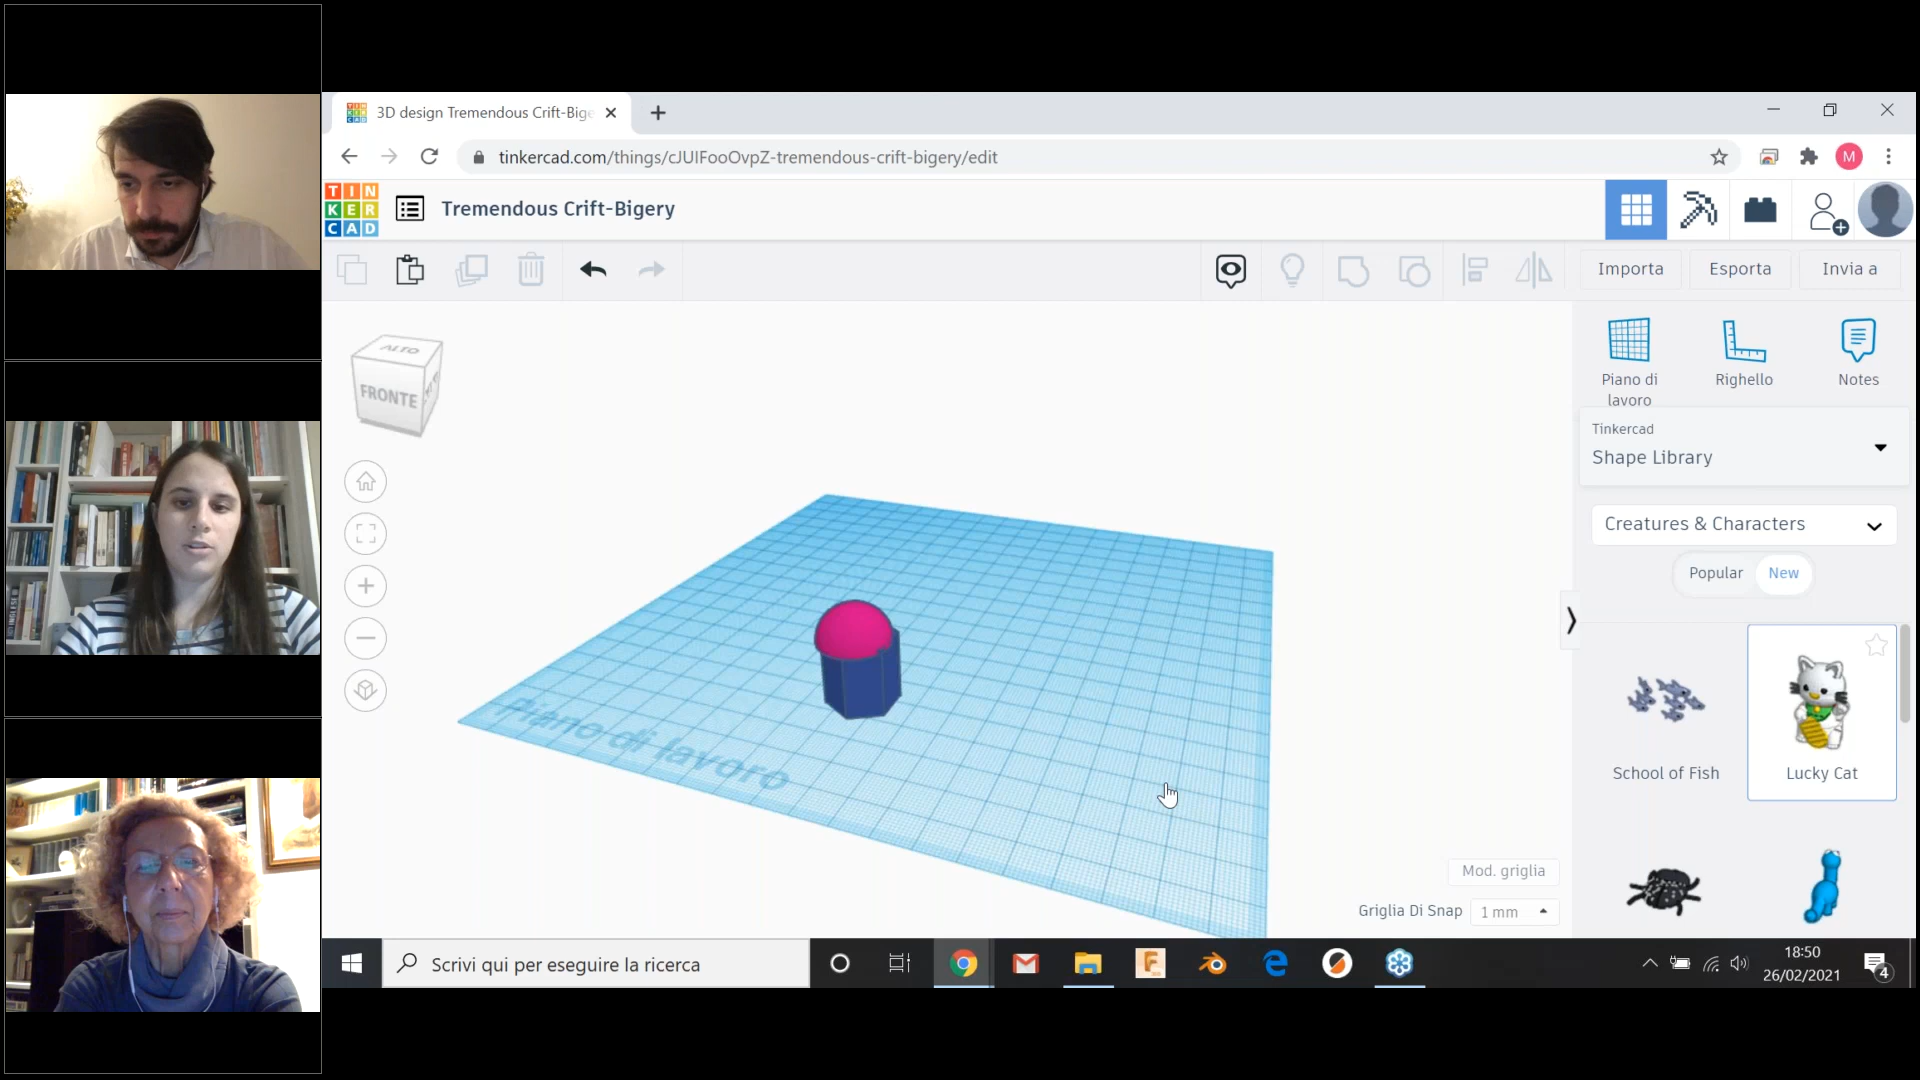 3D design Tremendous Crift-Bige
tinkercad.com/things/cJUIFooOvpZ-tremendous-crift-bigery/edit
M
TIN
KER
CAD
Tremendous Crift-Bigery
Importa
Esporta
Invia a
ALTO
FRONTE
Piano di
lavoro
Righello
Notes
Tinkercad
Shape Library
Creatures & Characters
Popular
New
School of Fish
Lucky Cat
Piano di lavoro
Mod. griglia
Griglia Di Snap
1 mm
Scrivi qui per eseguire la ricerca
F
18:50
26/02/2021
4